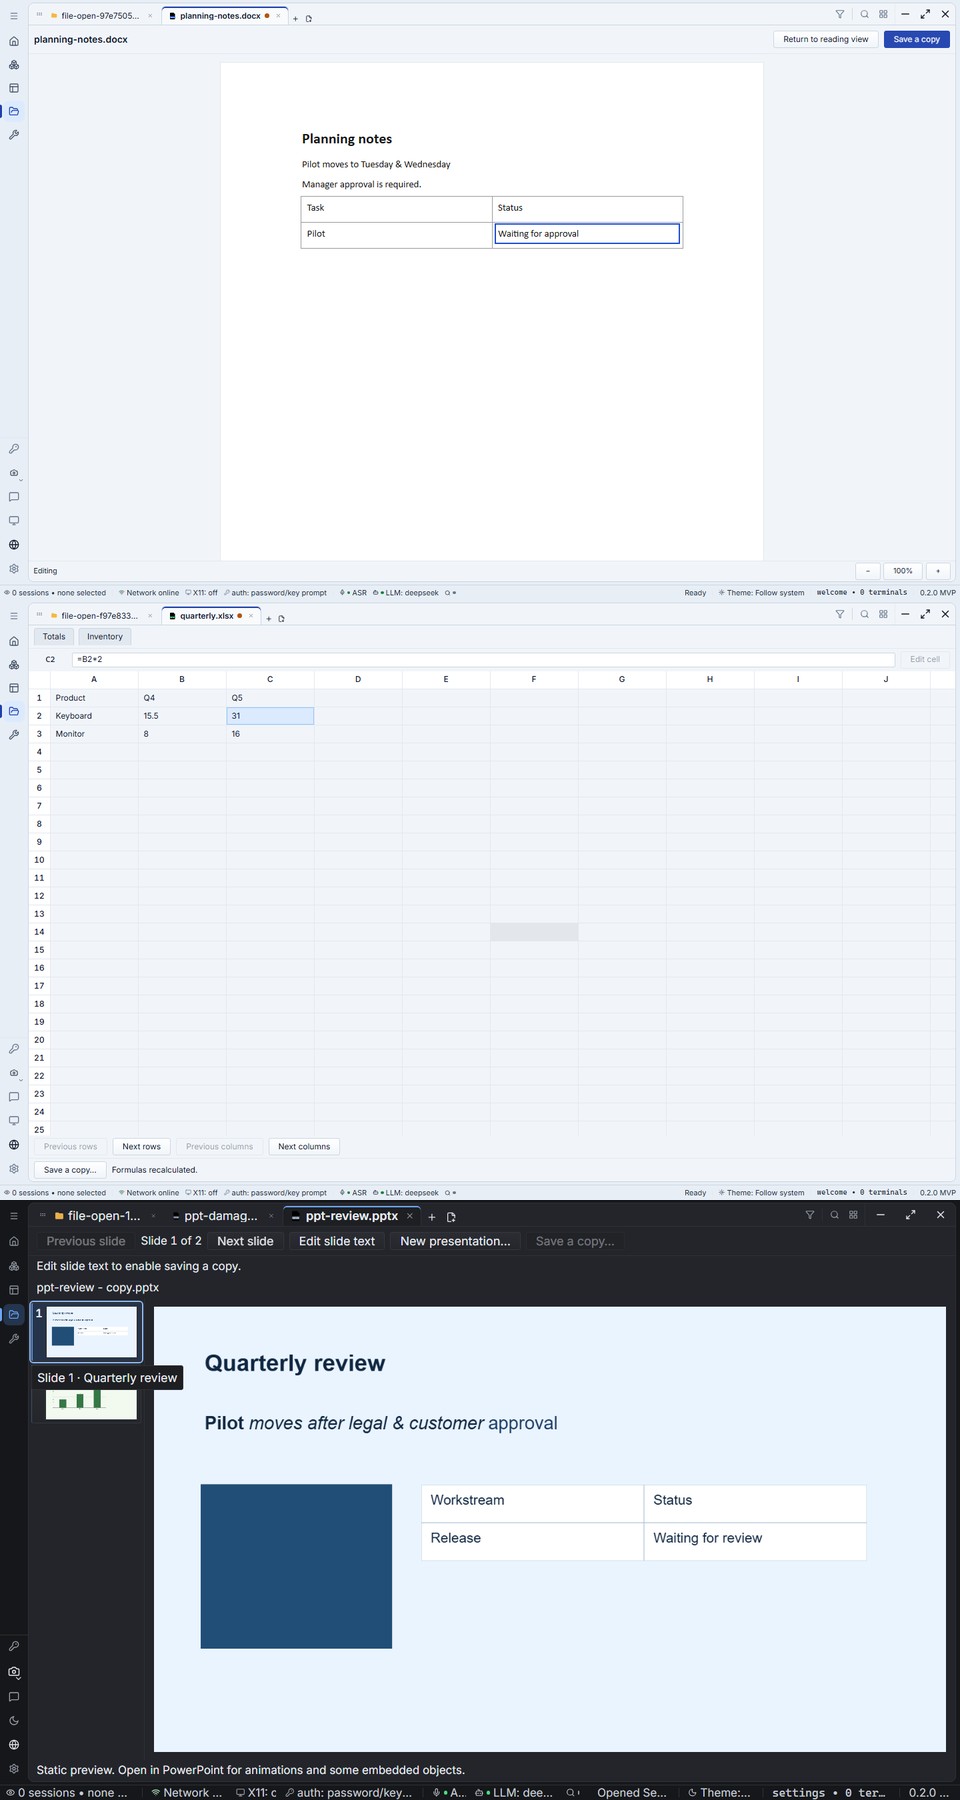 file-open-97e7505...
planning-notes.docx
planning-notes.docx
Return to reading view
Save a copy
Planning notes
Pilot moves to Tuesday & Wednesday
Manager approval is required.
Task Status
Pilot Waiting for approval
Editing
− 100% +
0 sessions • none selected Network online X11: off auth: password/key prompt ASR LLM: deepseek Ready Theme: Follow system welcome • 0 terminals 0.2.0 MVP
file-open-f97e833...
quarterly.xlsx
Totals Inventory
C2 =B2*2 Edit cell
A B C D E F G H I J
1 Product Q4 Q5
2 Keyboard 15.5 31
3 Monitor 8 16
4
5
6
7
8
9
10
11
12
13
14
15
16
17
18
19
20
21
22
23
24
25
Previous rows Next rows Previous columns Next columns
Save a copy... Formulas recalculated.
0 sessions • none selected Network online X11: off auth: password/key prompt ASR LLM: deepseek Ready Theme: Follow system welcome • 0 terminals 0.2.0 MVP
file-open-1... ppt-damag... ppt-review.pptx
Previous slide Slide 1 of 2 Next slide Edit slide text New presentation... Save a copy...
Edit slide text to enable saving a copy.
ppt-review - copy.pptx
1
Slide 1 · Quarterly review
Quarterly review
Pilot moves after legal & customer approval
Workstream Status
Release Waiting for review
Static preview. Open in PowerPoint for animations and some embedded objects.
0 sessions • none ... Network ... X11: c auth: password/key... A... LLM: dee... Opened Se... Theme:... settings • 0 ter... 0.2.0 ...